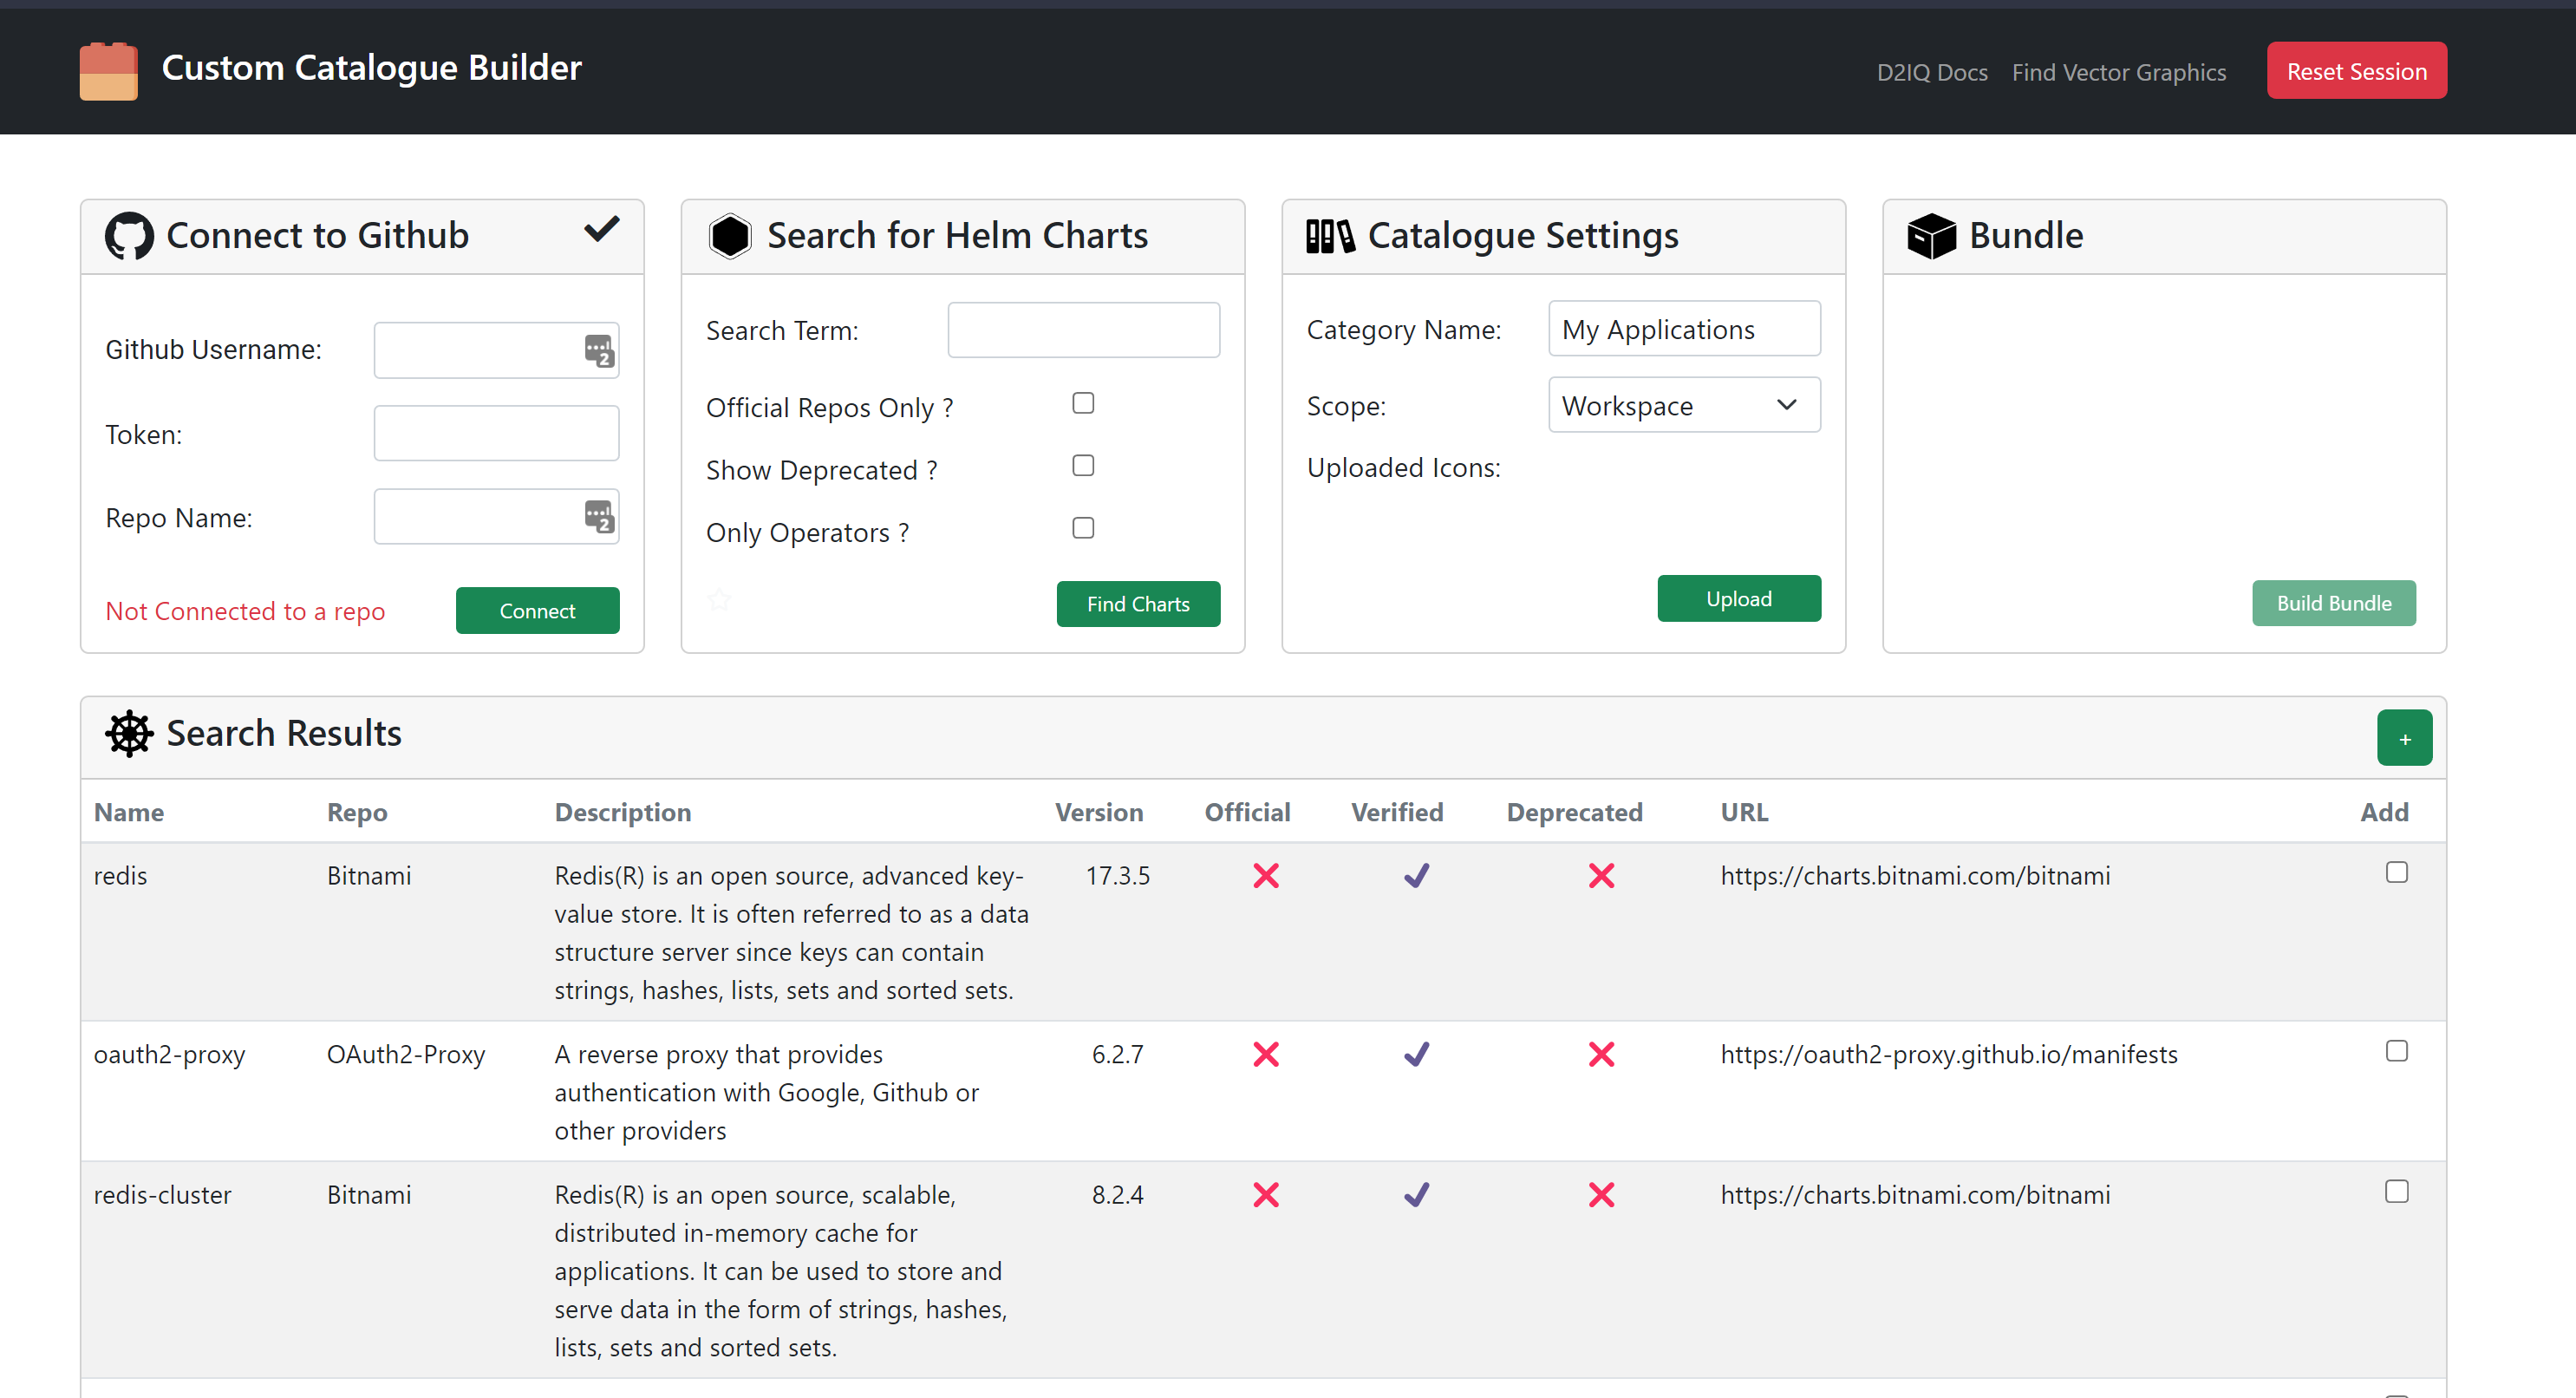 Custom Catalogue Builder
D2IQ Docs
Find Vector Graphics
Reset Session
Connect to Github
Github Username:
2
Token:
Repo Name:
2
Not Connected to a repo
Connect
Search for Helm Charts
Search Term:
Official Repos Only ?
Show Deprecated ?
Only Operators ?
Find Charts
Catalogue Settings
Category Name:
My Applications
Scope:
Workspace
Uploaded Icons:
Upload
Bundle
Build Bundle
Search Results
+
Name Repo Description Version Official Verified Deprecated URL Add
redis Bitnami Redis(R) is an open source, advanced key- 17.3.5 https://charts.bitnami.com/bitnami
value store. It is often referred to as a data
structure server since keys can contain
strings, hashes, lists, sets and sorted sets.
oauth2-proxy OAuth2-Proxy A reverse proxy that provides 6.2.7 https://oauth2-proxy.github.io/manifests
authentication with Google, Github or
other providers
redis-cluster Bitnami Redis(R) is an open source, scalable, 8.2.4 https://charts.bitnami.com/bitnami
distributed in-memory cache for
applications. It can be used to store and
serve data in the form of strings, hashes,
lists, sets and sorted sets.